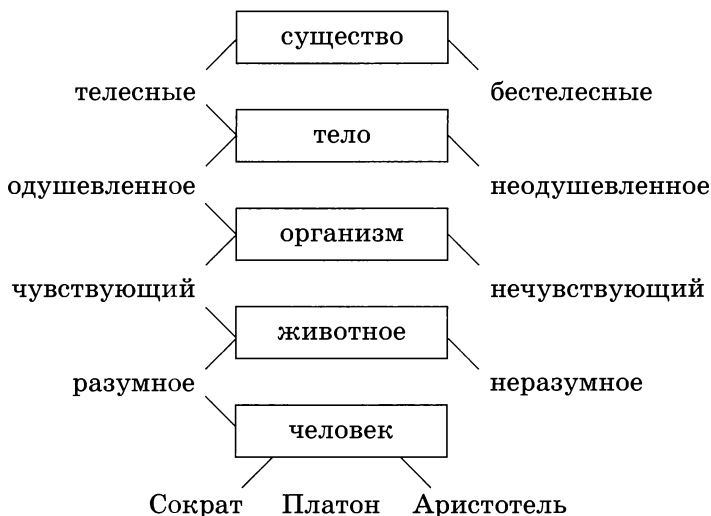 существо
телесные бестелесные
тело
одушевленное неодушевленное
организм
чувствующий нечувствующий
животное
разумное неразумное
человек
Сократ Платон Аристотель